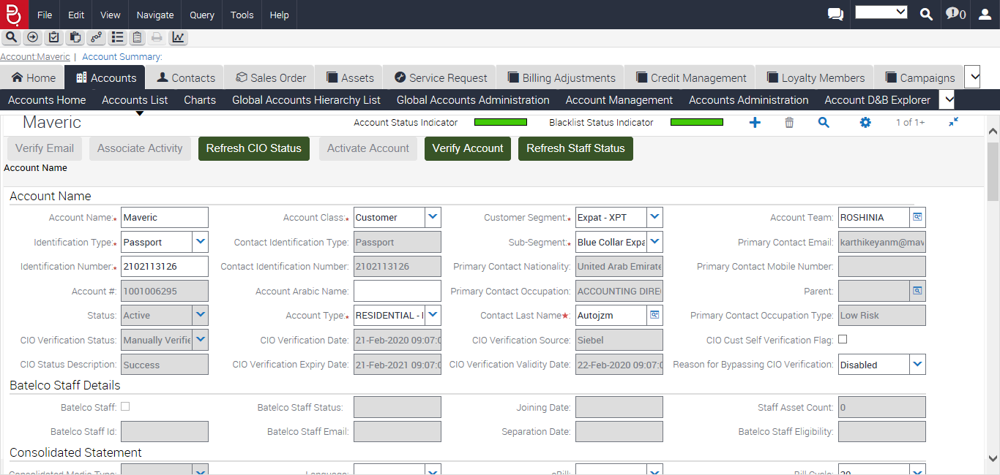 File Edit View Navigate Query Tools Help 0
Account:Maveric | Account Summary:
Home Accounts Contacts Sales Order Assets Service Request Billing Adjustments Credit Management Loyalty Members Campaigns
Accounts Home Accounts List Charts Global Accounts Hierarchy List Global Accounts Administration Account Management Accounts Administration Account D&B Explorer
Maveric Account Status Indicator Blacklist Status Indicator 1 of 1+
Verify Email Associate Activity Refresh CIO Status Activate Account Verify Account Refresh Staff Status
Account Name
Account Name
Account Name:* Maveric Account Class:* Customer Customer Segment:* Expat - XPT Account Team: ROSHINIA
Identification Type:* Passport Contact Identification Type: Passport Sub-Segment:* Blue Collar Expa Primary Contact Email: karthikeyanm@mav
Identification Number:* 2102113126 Contact Identification Number: 2102113126 Primary Contact Nationality: United Arab Emirate Primary Contact Mobile Number:
Account #: 1001006295 Account Arabic Name: Primary Contact Occupation: ACCOUNTING DIRE Parent:
Status: Active Account Type:* RESIDENTIAL - Contact Last Name★: Autojzm Primary Contact Occupation Type: Low Risk
CIO Verification Status: Manually Verifie CIO Verification Date: 21-Feb-2020 09:07:0 CIO Verification Source: Siebel CIO Cust Self Verification Flag:
CIO Status Description: Success CIO Verification Expiry Date: 21-Feb-2021 09:07:0 CIO Verification Validity Date: 22-Feb-2020 09:07:0 Reason for Bypassing CIO Verification: Disabled
Batelco Staff Details
Batelco Staff: Batelco Staff Status: Joining Date: Staff Asset Count: 0
Batelco Staff Id: Batelco Staff Email: Separation Date: Batelco Staff Eligibility:
Consolidated Statement
Consolidated Media Type: Language: eBill: Bill Cycle: 20